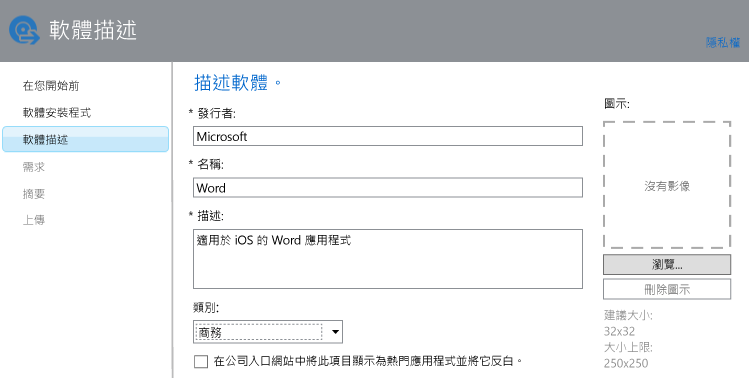 軟體描述
隱私權
在您開始前
軟體安裝程式
軟體描述
需求
摘要
上傳
描述軟體。
* 發行者:
Microsoft
* 名稱:
Word
* 描述:
適用於 iOS 的 Word 應用程式
類別:
商務
在公司入口網站中將此項目顯示為熱門應用程式並將它反白。
圖示:
沒有影像
瀏覽...
刪除圖示
建議大小:
32x32
大小上限:
250x250